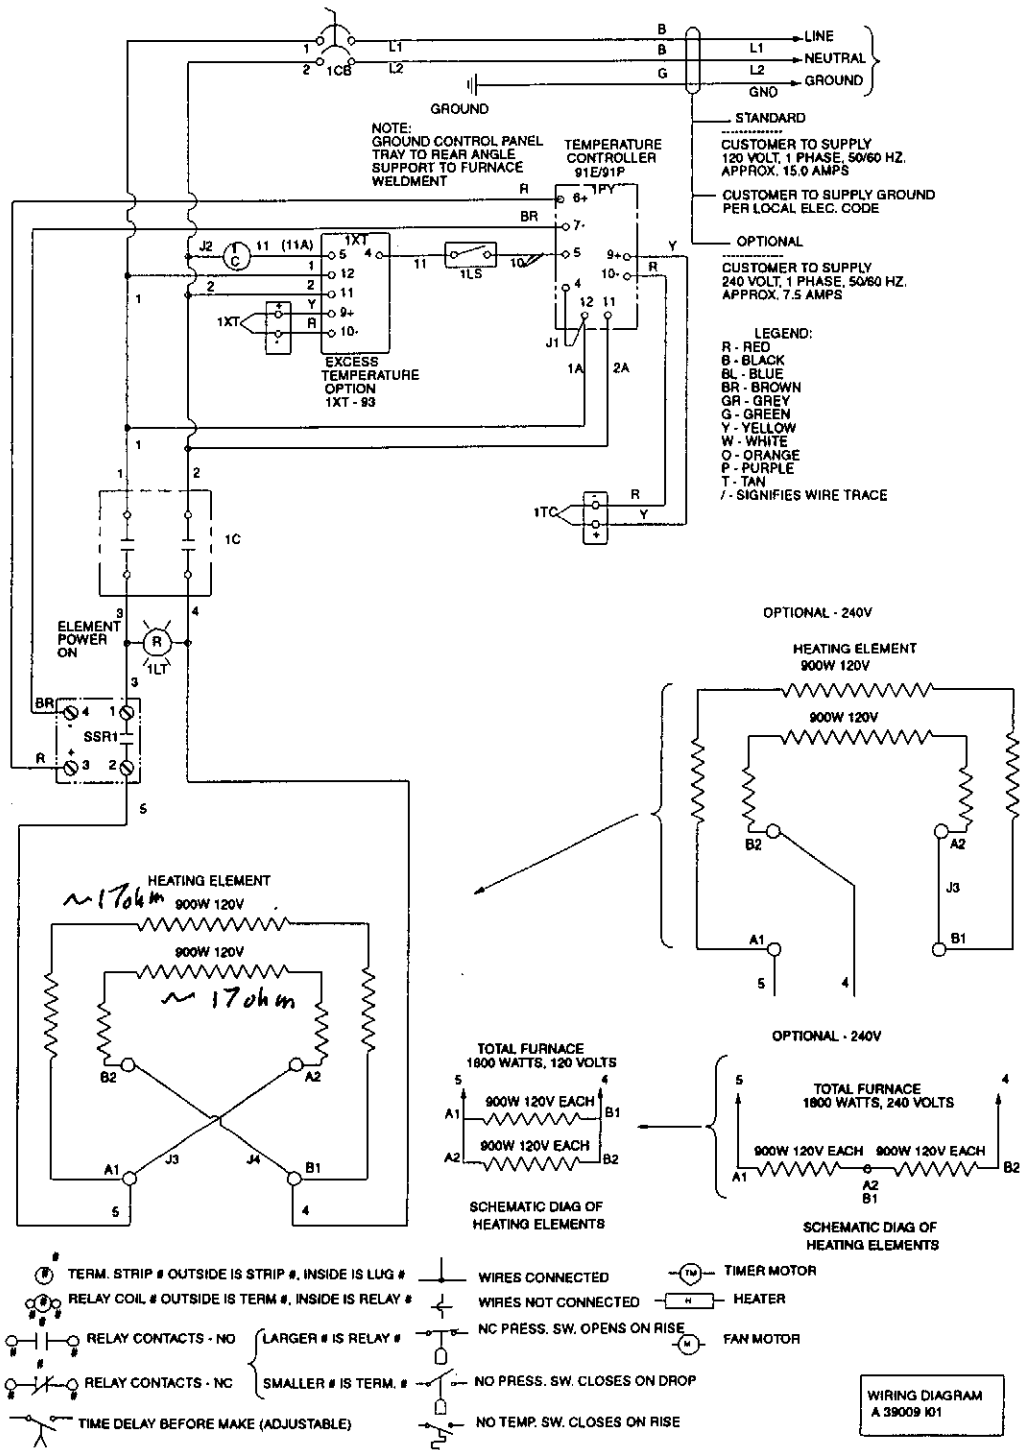 1
2
1CB
L1
L2
B
B
G
L1
L2
GND
LINE
NEUTRAL
GROUND
GROUND
NOTE:
GROUND CONTROL PANEL
TRAY TO REAR ANGLE
SUPPORT TO FURNACE
WELDMENT
TEMPERATURE
CONTROLLER
91E/91P
1PY
STANDARD
CUSTOMER TO SUPPLY
120 VOLT, 1 PHASE, 50/60 HZ.
APPROX. 15.0 AMPS
CUSTOMER TO SUPPLY GROUND
PER LOCAL ELEC. CODE
OPTIONAL
CUSTOMER TO SUPPLY
240 VOLT, 1 PHASE, 50/60 HZ.
APPROX. 7.5 AMPS
R
BR
6+
7-
5
4
9+
10-
12 11
Y
R
J1
1A
2A
J2
C
11 (11A)
1XT
5
4
12
11
9+
10-
1
2
2
Y
R
1XT
+
-
11
1LS
10
EXCESS
TEMPERATURE
OPTION
1XT - 93
LEGEND:
R - RED
B - BLACK
BL - BLUE
BR - BROWN
GR - GREY
G - GREEN
Y - YELLOW
W - WHITE
O - ORANGE
P - PURPLE
T - TAN
/ - SIGNIFIES WIRE TRACE
1
1
1
2
1C
1TC
-
+
R
Y
3
4
ELEMENT
POWER
ON
R
1LT
3
BR
4
1
-
SSR1
+
R
3
2
5
OPTIONAL - 240V
HEATING ELEMENT
900W 120V
900W 120V
B2
A2
J3
A1
B1
5
4
HEATING ELEMENT
~17ohm
900W 120V
900W 120V
~ 17 ohm
B2
A2
A1
J3
J4
B1
5
4
TOTAL FURNACE
1800 WATTS, 120 VOLTS
5
4
900W 120V EACH
A1
B1
900W 120V EACH
A2
B2
SCHEMATIC DIAG OF
HEATING ELEMENTS
OPTIONAL - 240V
5
4
TOTAL FURNACE
1800 WATTS, 240 VOLTS
900W 120V EACH
900W 120V EACH
A1
A2
B1
B2
SCHEMATIC DIAG OF
HEATING ELEMENTS
#
#
TERM. STRIP # OUTSIDE IS STRIP #, INSIDE IS LUG #
WIRES CONNECTED
TM
TIMER MOTOR
#
# # #
RELAY COIL # OUTSIDE IS TERM #, INSIDE IS RELAY #
WIRES NOT CONNECTED
H
HEATER
#
# #
RELAY CONTACTS - NO
LARGER # IS RELAY #
NC PRESS. SW. OPENS ON RISE
M
FAN MOTOR
#
# #
RELAY CONTACTS - NC
SMALLER # IS TERM. #
NO PRESS. SW. CLOSES ON DROP
TIME DELAY BEFORE MAKE (ADJUSTABLE)
NO TEMP. SW. CLOSES ON RISE
WIRING DIAGRAM
A 39009 I01